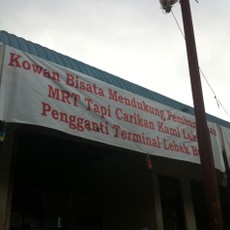 Kowan Bisata Mendukung
MRT Tapi Carikan Kami
Pengganti Terminal Lebak